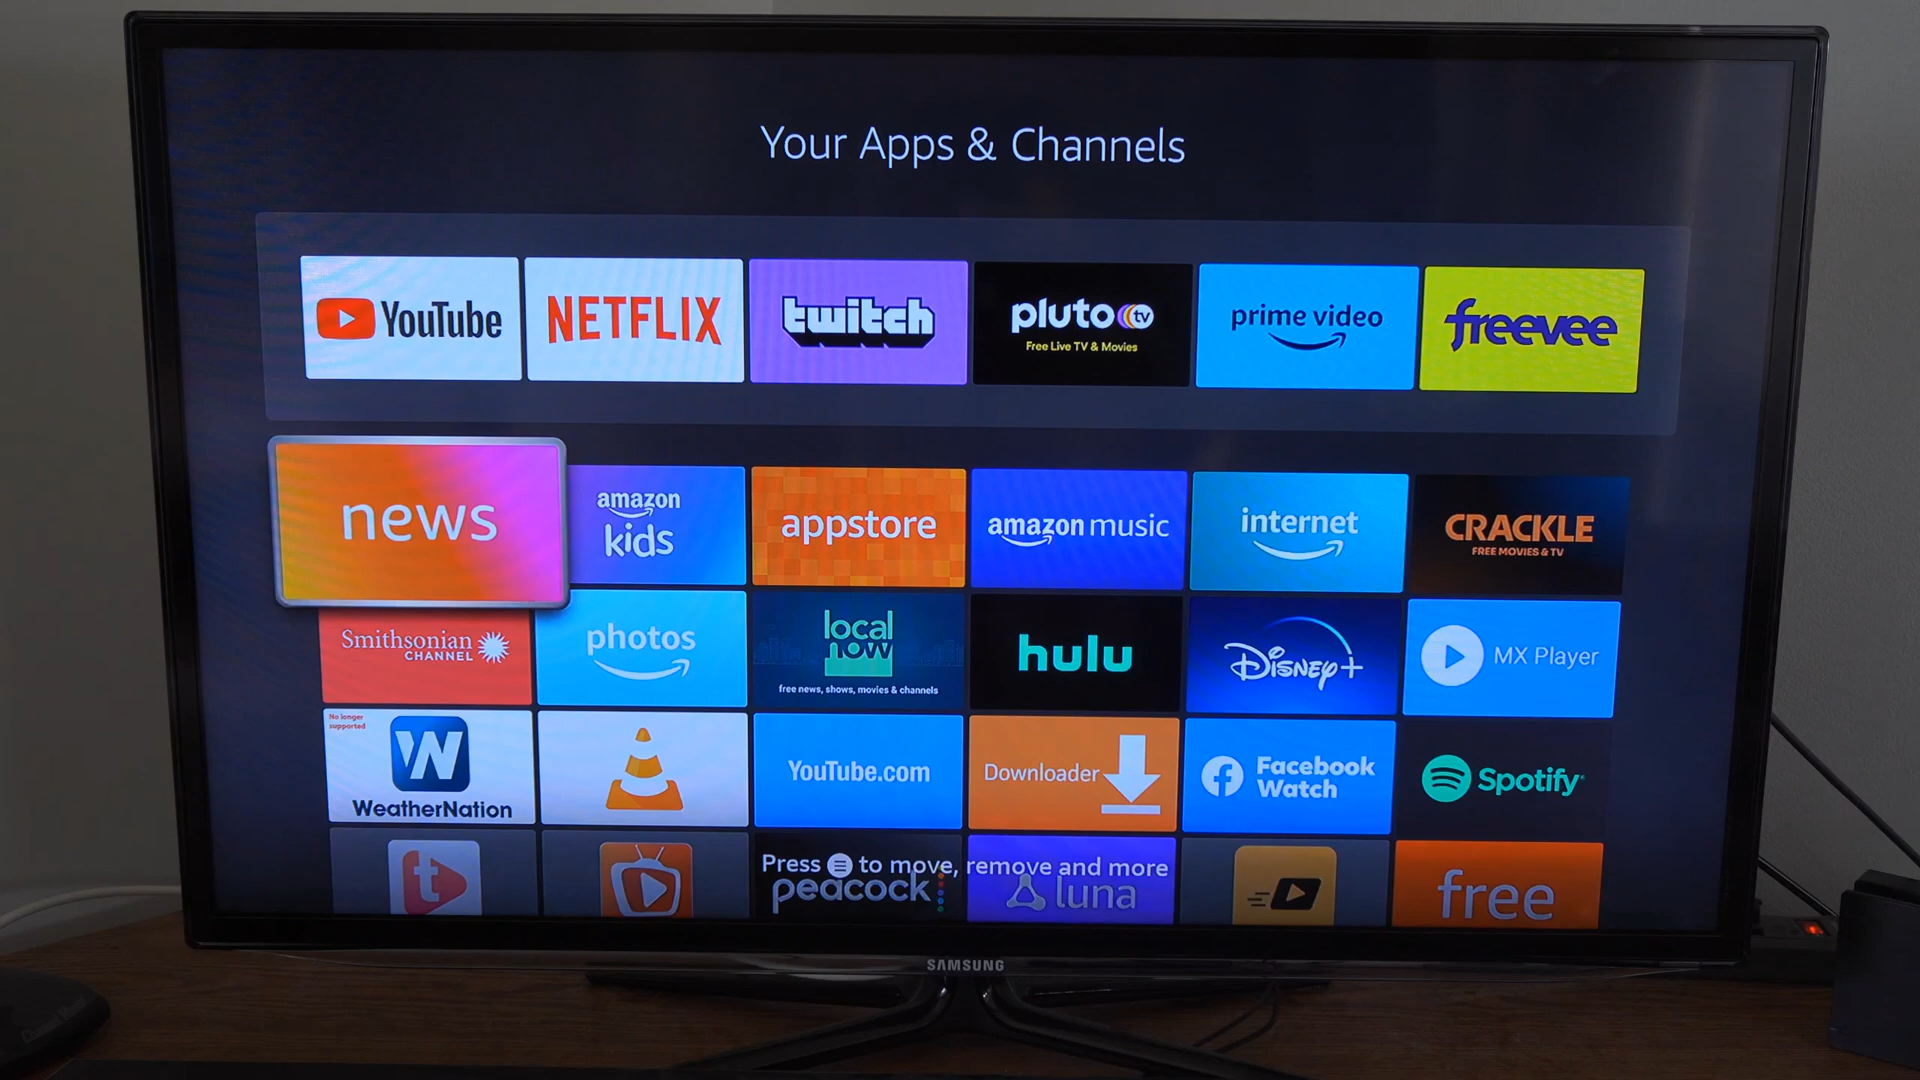 Your Apps & Channels
YouTube
NETFLIX
twitch
pluto tv
Free Live TV & Movies
prime video
freevee
news
amazon
kids
appstore
amazon music
internet
CRACKLE
FREE MOVIES & TV
Smithsonian
CHANNEL
photos
local
now
free news, shows, movies & channels
hulu
Disney+
MX Player
No longer
supported
W
WeatherNation
YouTube.com
Downloader
Facebook
Watch
Spotify
t
Press to move, remove and more
peacock
luna
free
SAMSUNG